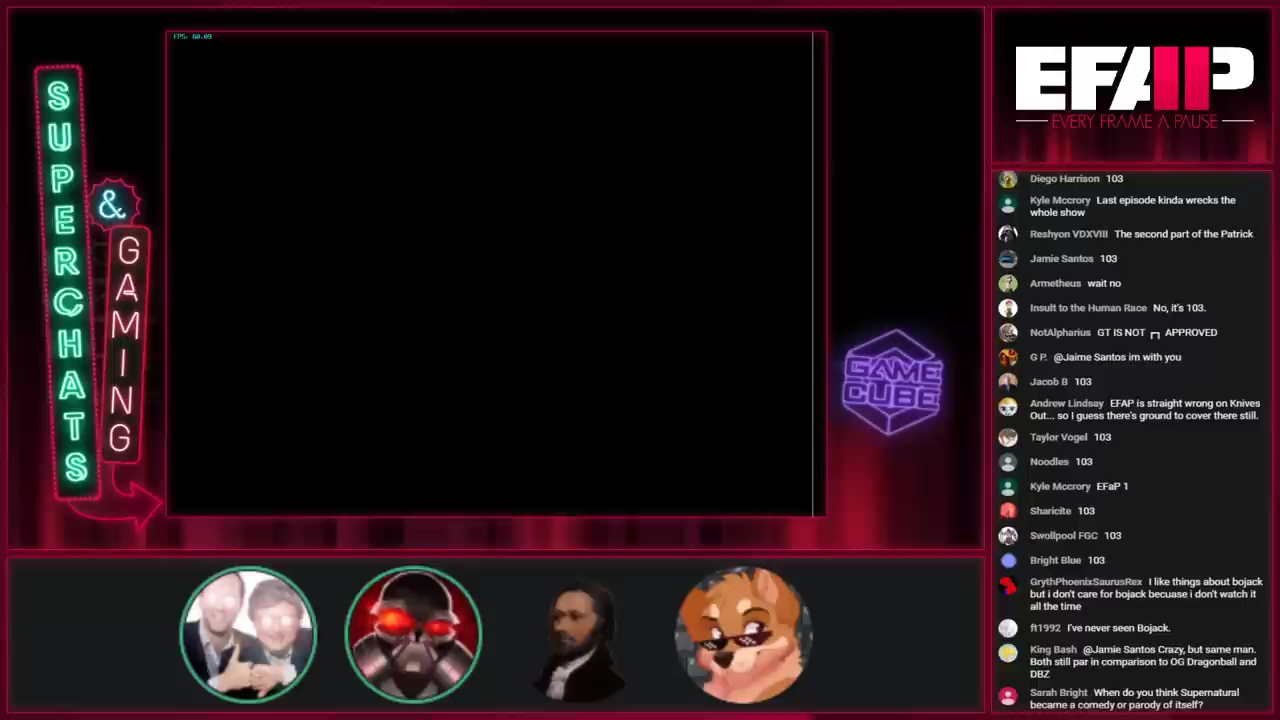 FPS: 60.09
SUPERCHATS
&
GAMING
GAME
CUBE
EFAP
EVERY FRAME A PAUSE
Diego Harrison 103
Kyle Mccrory Last episode kinda wrecks the
whole show
Reshyon VDXVIII The second part of the Patrick
Jamie Santos 103
Armetheus wait no
Insult to the Human Race No, it's 103.
NotAlpharius GT IS NOT ┌┐ APPROVED
G P. @Jaime Santos im with you
Jacob B 103
Andrew Lindsay EFAP is straight wrong on Knives
Out... so I guess there's ground to cover there still.
Taylor Vogel 103
Noodles 103
Kyle Mccrory EFaP 1
Sharicite 103
Swollpool FGC 103
Bright Blue 103
GrythPhoenixSaurusRex I like things about bojack
but i don't care for bojack becuase i don't watch it
all the time
ft1992 I've never seen Bojack.
King Bash @Jamie Santos Crazy, but same man.
Both still par in comparison to OG Dragonball and
DBZ
Sarah Bright When do you think Supernatural
became a comedy or parody of itself?